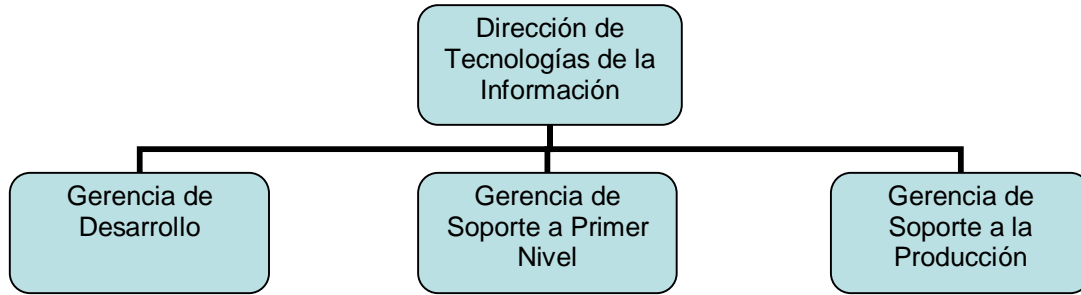 Dirección de
Tecnologías de la
Información
Gerencia de
Desarrollo
Gerencia de
Soporte a Primer
Nivel
Gerencia de
Soporte a la
Producción